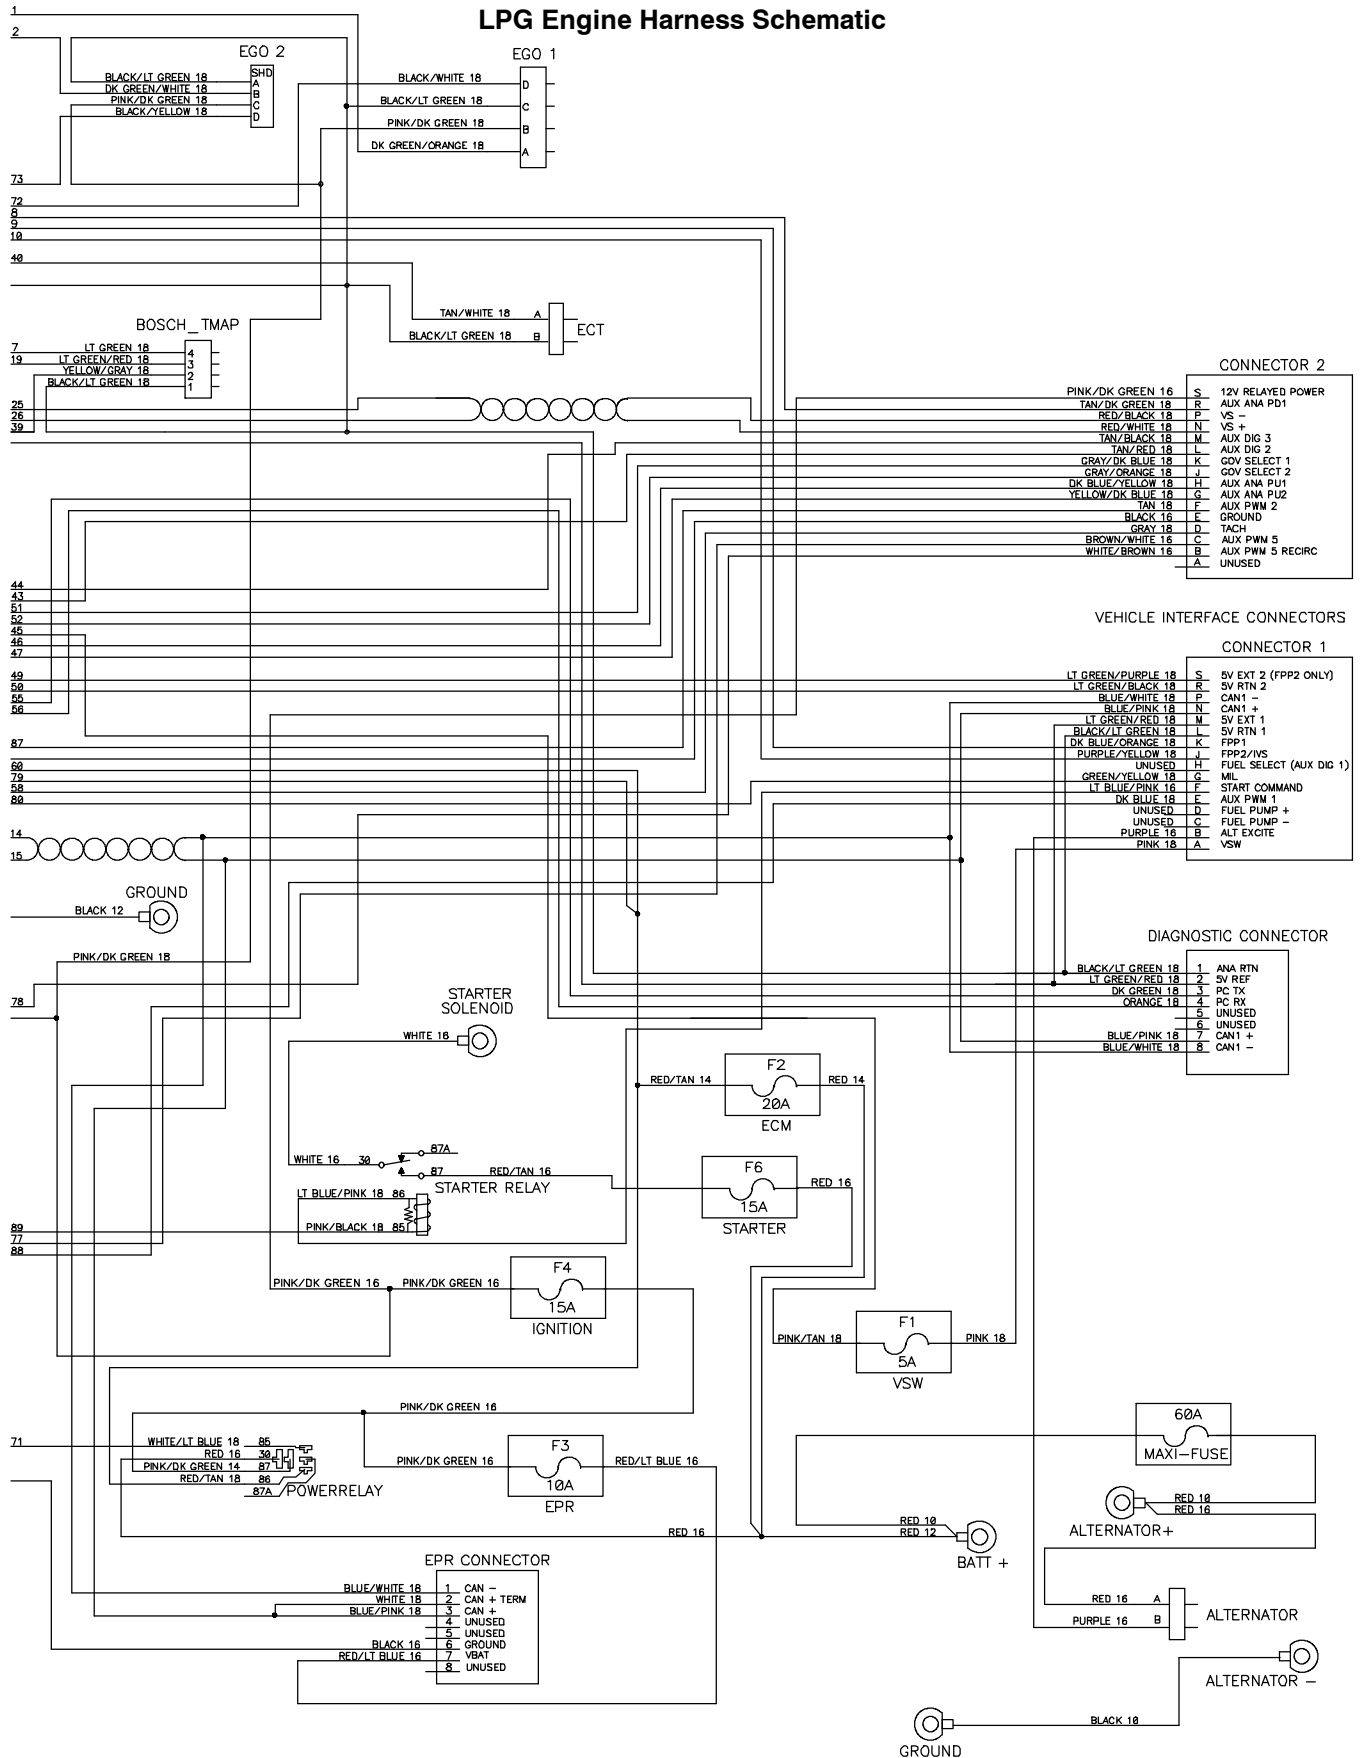 LPG Engine Harness Schematic
1
2
EGO 2
SHD
BLACK/LT GREEN 18 A
DK GREEN/WHITE 18 B
PINK/DK GREEN 18 C
BLACK/YELLOW 18 D
EGO 1
BLACK/WHITE 18 D
BLACK/LT GREEN 18 C
PINK/DK GREEN 18 B
DK GREEN/ORANGE 18 A
73
72
8
9
10
40
TAN/WHITE 18 A
BLACK/LT GREEN 18 B
ECT
BOSCH_TMAP
7 LT GREEN 18 4
19 LT GREEN/RED 18 3
YELLOW/GRAY 18 2
BLACK/LT GREEN 18 1
25
26
39
CONNECTOR 2
PINK/DK GREEN 16 S 12V RELAYED POWER
TAN/DK GREEN 18 R AUX ANA PD1
RED/BLACK 18 P VS -
RED/WHITE 18 N VS +
TAN/BLACK 18 M AUX DIG 3
TAN/RED 18 L AUX DIG 2
GRAY/DK BLUE 18 K GOV SELECT 1
GRAY/ORANGE 18 J GOV SELECT 2
DK BLUE/YELLOW 18 H AUX ANA PU1
YELLOW/DK BLUE 18 G AUX ANA PU2
TAN 18 F AUX PWM 2
BLACK 16 E GROUND
GRAY 18 D TACH
BROWN/WHITE 16 C AUX PWM 5
WHITE/BROWN 16 B AUX PWM 5 RECIRC
A UNUSED
44
43
51
52
45
46
47
49
50
55
56
87
60
79
58
80
14
15
VEHICLE INTERFACE CONNECTORS
CONNECTOR 1
LT GREEN/PURPLE 18 S 5V EXT 2 (FPP2 ONLY)
LT GREEN/BLACK 18 R 5V RTN 2
BLUE/WHITE 18 P CAN1 -
BLUE/PINK 18 N CAN1 +
LT GREEN/RED 18 M 5V EXT 1
BLACK/LT GREEN 18 L 5V RTN 1
DK BLUE/ORANGE 18 K FPP1
PURPLE/YELLOW 18 J FPP2/IVS
UNUSED H FUEL SELECT (AUX DIG 1)
GREEN/YELLOW 18 G MIL
LT BLUE/PINK 16 F START COMMAND
DK BLUE 18 E AUX PWM 1
UNUSED D FUEL PUMP +
UNUSED C FUEL PUMP -
PURPLE 16 B ALT EXCITE
PINK 18 A VSW
GROUND
BLACK 12
PINK/DK GREEN 18
78
DIAGNOSTIC CONNECTOR
BLACK/LT GREEN 18 1 ANA RTN
LT GREEN/RED 18 2 5V REF
DK GREEN 18 3 PC TX
ORANGE 18 4 PC RX
5 UNUSED
6 UNUSED
BLUE/PINK 18 7 CAN1 +
BLUE/WHITE 18 8 CAN1 -
STARTER
SOLENOID
WHITE 16
RED/TAN 14
F2
20A
ECM
RED 14
WHITE 16 30
87A
87 RED/TAN 16
STARTER RELAY
LT BLUE/PINK 18 86
PINK/BLACK 18 85
F6
15A
STARTER
RED 16
89
77
88
PINK/DK GREEN 16
PINK/DK GREEN 16
F4
15A
IGNITION
PINK/TAN 18
F1
5A
VSW
PINK 18
PINK/DK GREEN 16
71
WHITE/LT BLUE 18 85
RED 16 30
PINK/DK GREEN 14 87
RED/TAN 18 86
87A
POWERRELAY
PINK/DK GREEN 16
F3
10A
EPR
RED/LT BLUE 16
60A
MAXI-FUSE
RED 10
RED 16
ALTERNATOR+
RED 16
RED 10
RED 12
BATT +
EPR CONNECTOR
BLUE/WHITE 18 1 CAN -
WHITE 18 2 CAN + TERM
BLUE/PINK 18 3 CAN +
4 UNUSED
5 UNUSED
BLACK 16 6 GROUND
RED/LT BLUE 16 7 VBAT
8 UNUSED
RED 16 A
PURPLE 16 B
ALTERNATOR
ALTERNATOR -
BLACK 10
GROUND